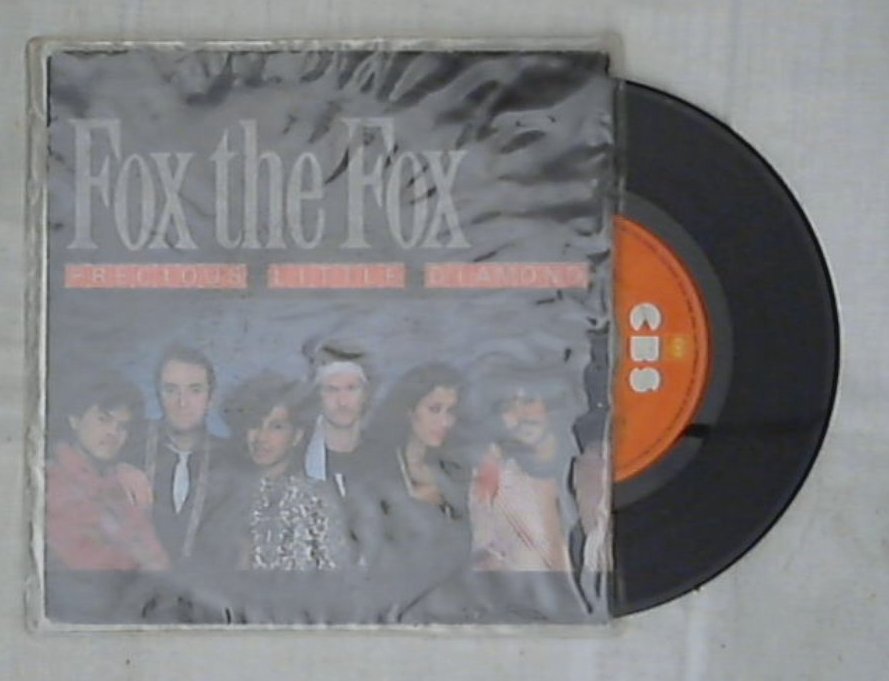 Fox the Fox
PRECIOUS LITTLE DIAMOND
CBS